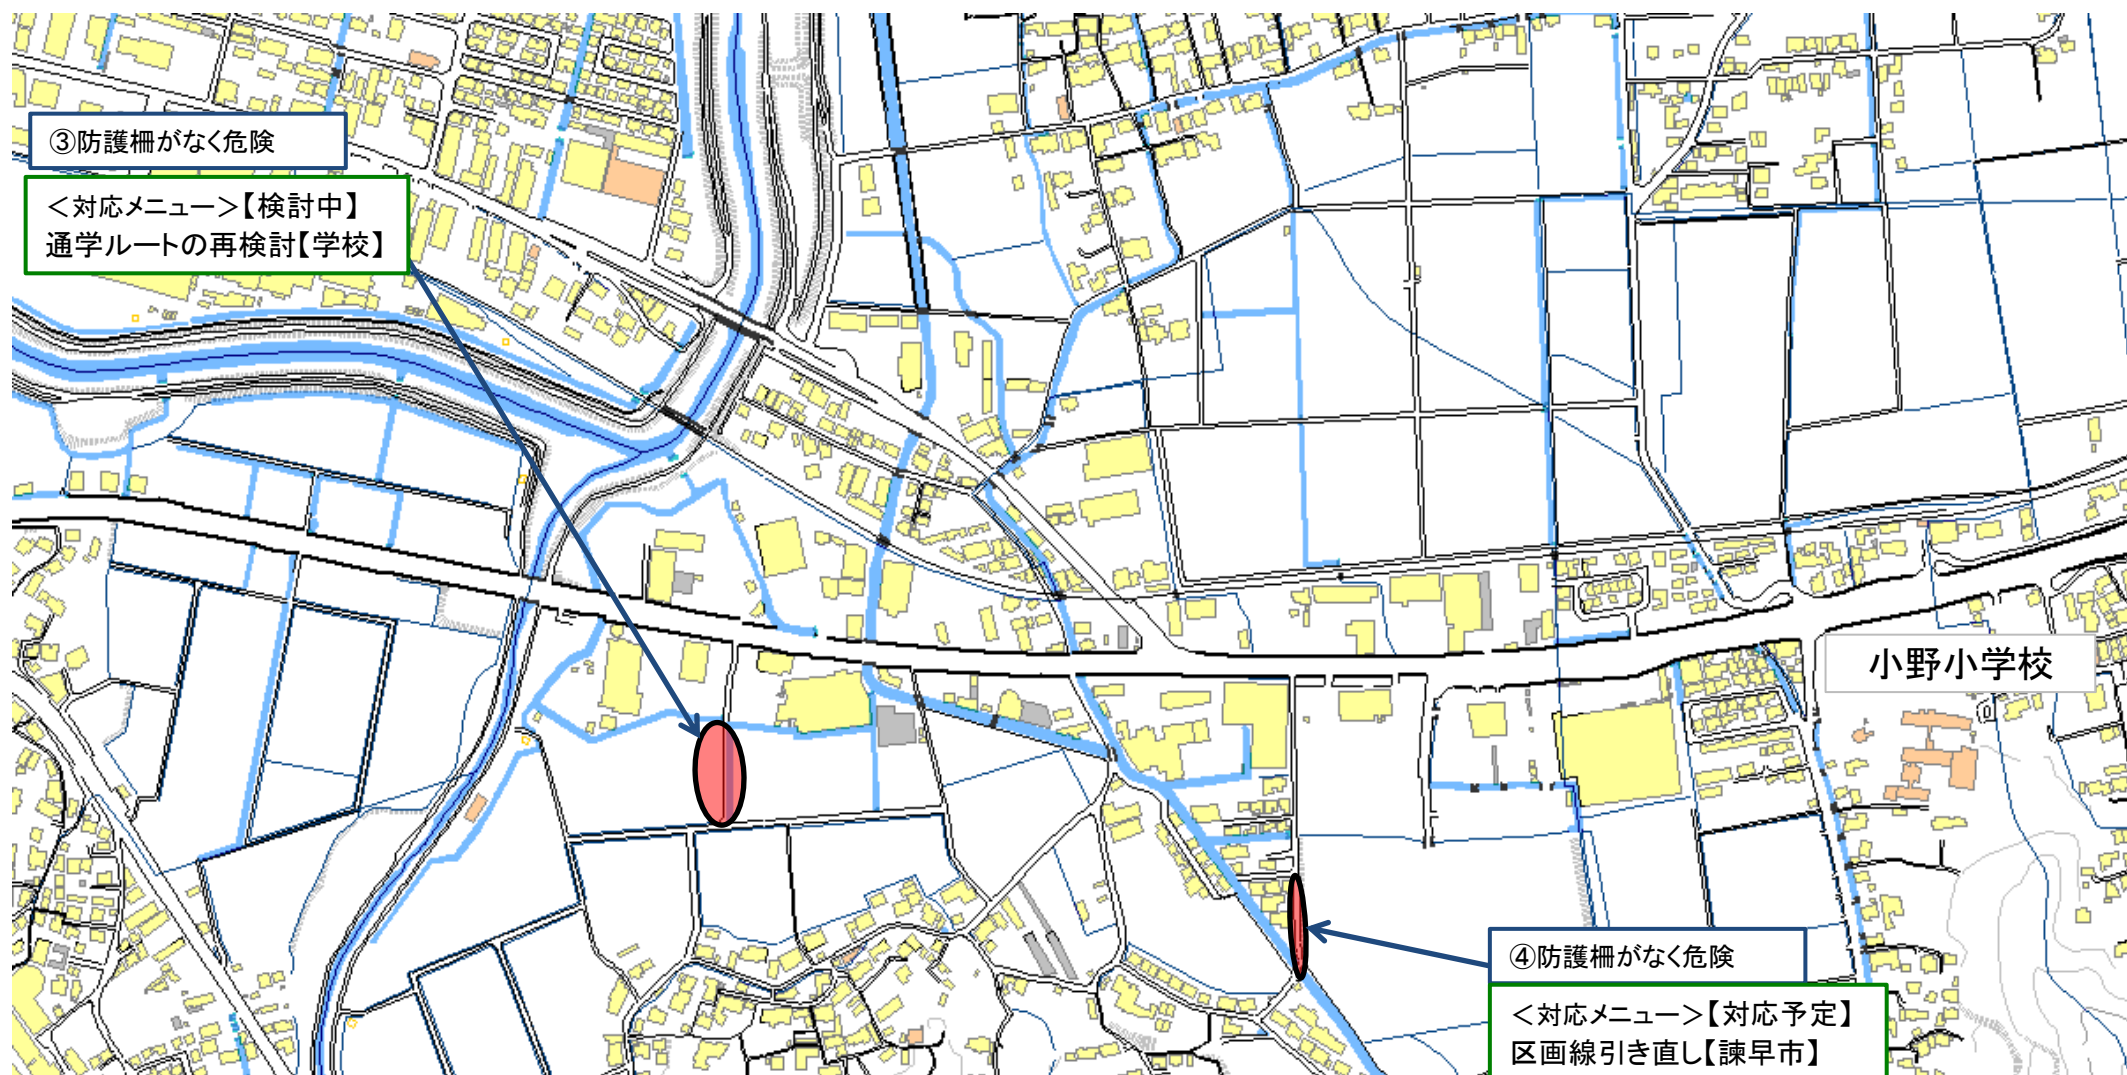 ③防護柵がなく危険
＜対応メニュー＞【検討中】
通学ルートの再検討【学校】
小野小学校
④防護柵がなく危険
＜対応メニュー＞【対応予定】
区画線引き直し【諫早市】